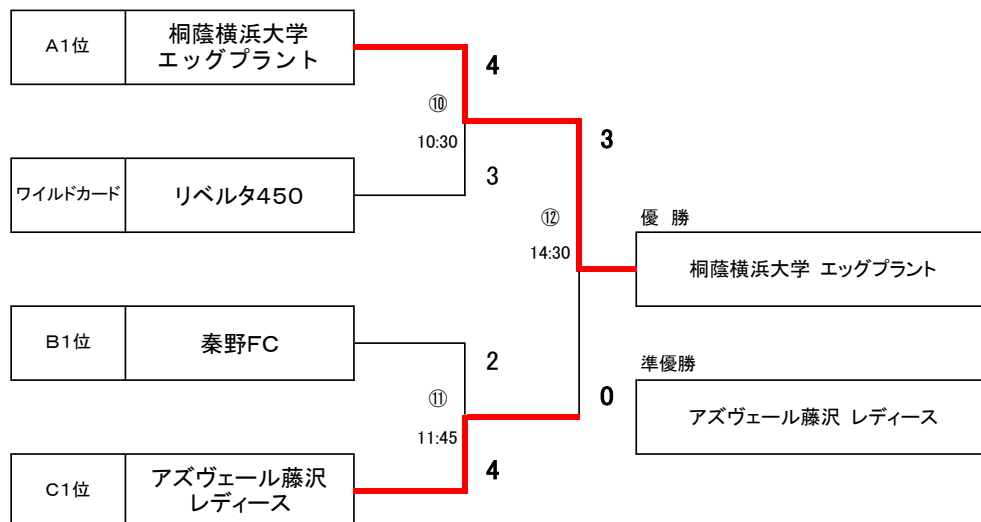 A1位
桐蔭横浜大学
エッグプラント
4
⑩
10:30
3
ワイルドカード
リベルタ450
3
⑫
14:30
優 勝
桐蔭横浜大学 エッグプラント
B1位
秦野FC
2
⑪
11:45
0
準優勝
アズヴェール藤沢 レディース
C1位
アズヴェール藤沢
レディース
4